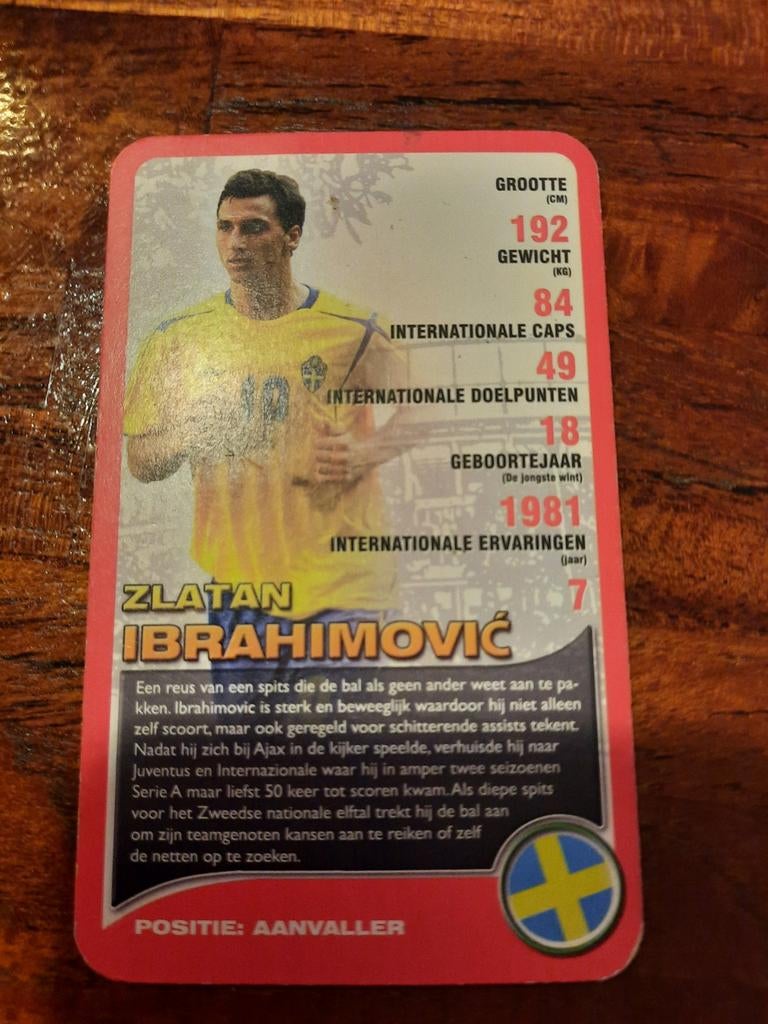 GROOTTE
(CM)
192
GEWICHT
(KG)
84
INTERNATIONALE CAPS
49
INTERNATIONALE DOELPUNTEN
18
GEBOORTEJAAR
(De jongste wint)
1981
INTERNATIONALE ERVARINGEN
(jaar)
7
10
ZLATAN
IBRAHIMOVIĆ
Een reus van een spits die de bal als geen ander weet aan te pa-
kken. Ibrahimovic is sterk en beweeglijk waardoor hij niet alleen
zelf scoort, maar ook geregeld voor schitterende assists tekent.
Nadat hij zich bij Ajax in de kijker speelde, verhuisde hij naar
Juventus en Internazionale waar hij in amper twee seizoenen
Serie A maar liefst 50 keer tot scoren kwam. Als diepe spits
voor het Zweedse nationale elftal trekt hij de bal aan
om zijn teamgenoten kansen aan te reiken of zelf
de netten op te zoeken.
POSITIE: AANVALLER